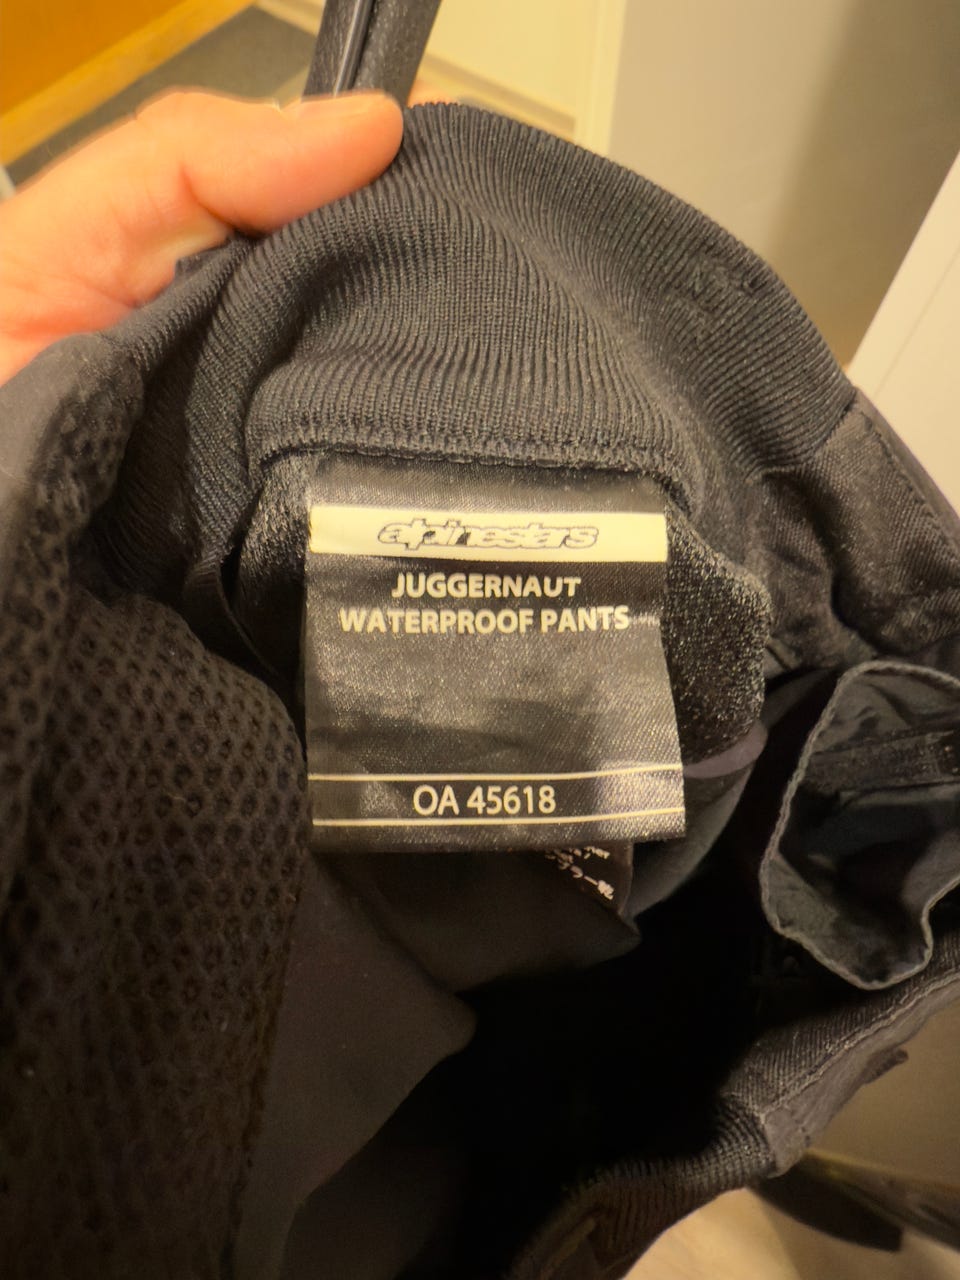 alpinestars
JUGGERNAUT
WATERPROOF PANTS
OA 45618